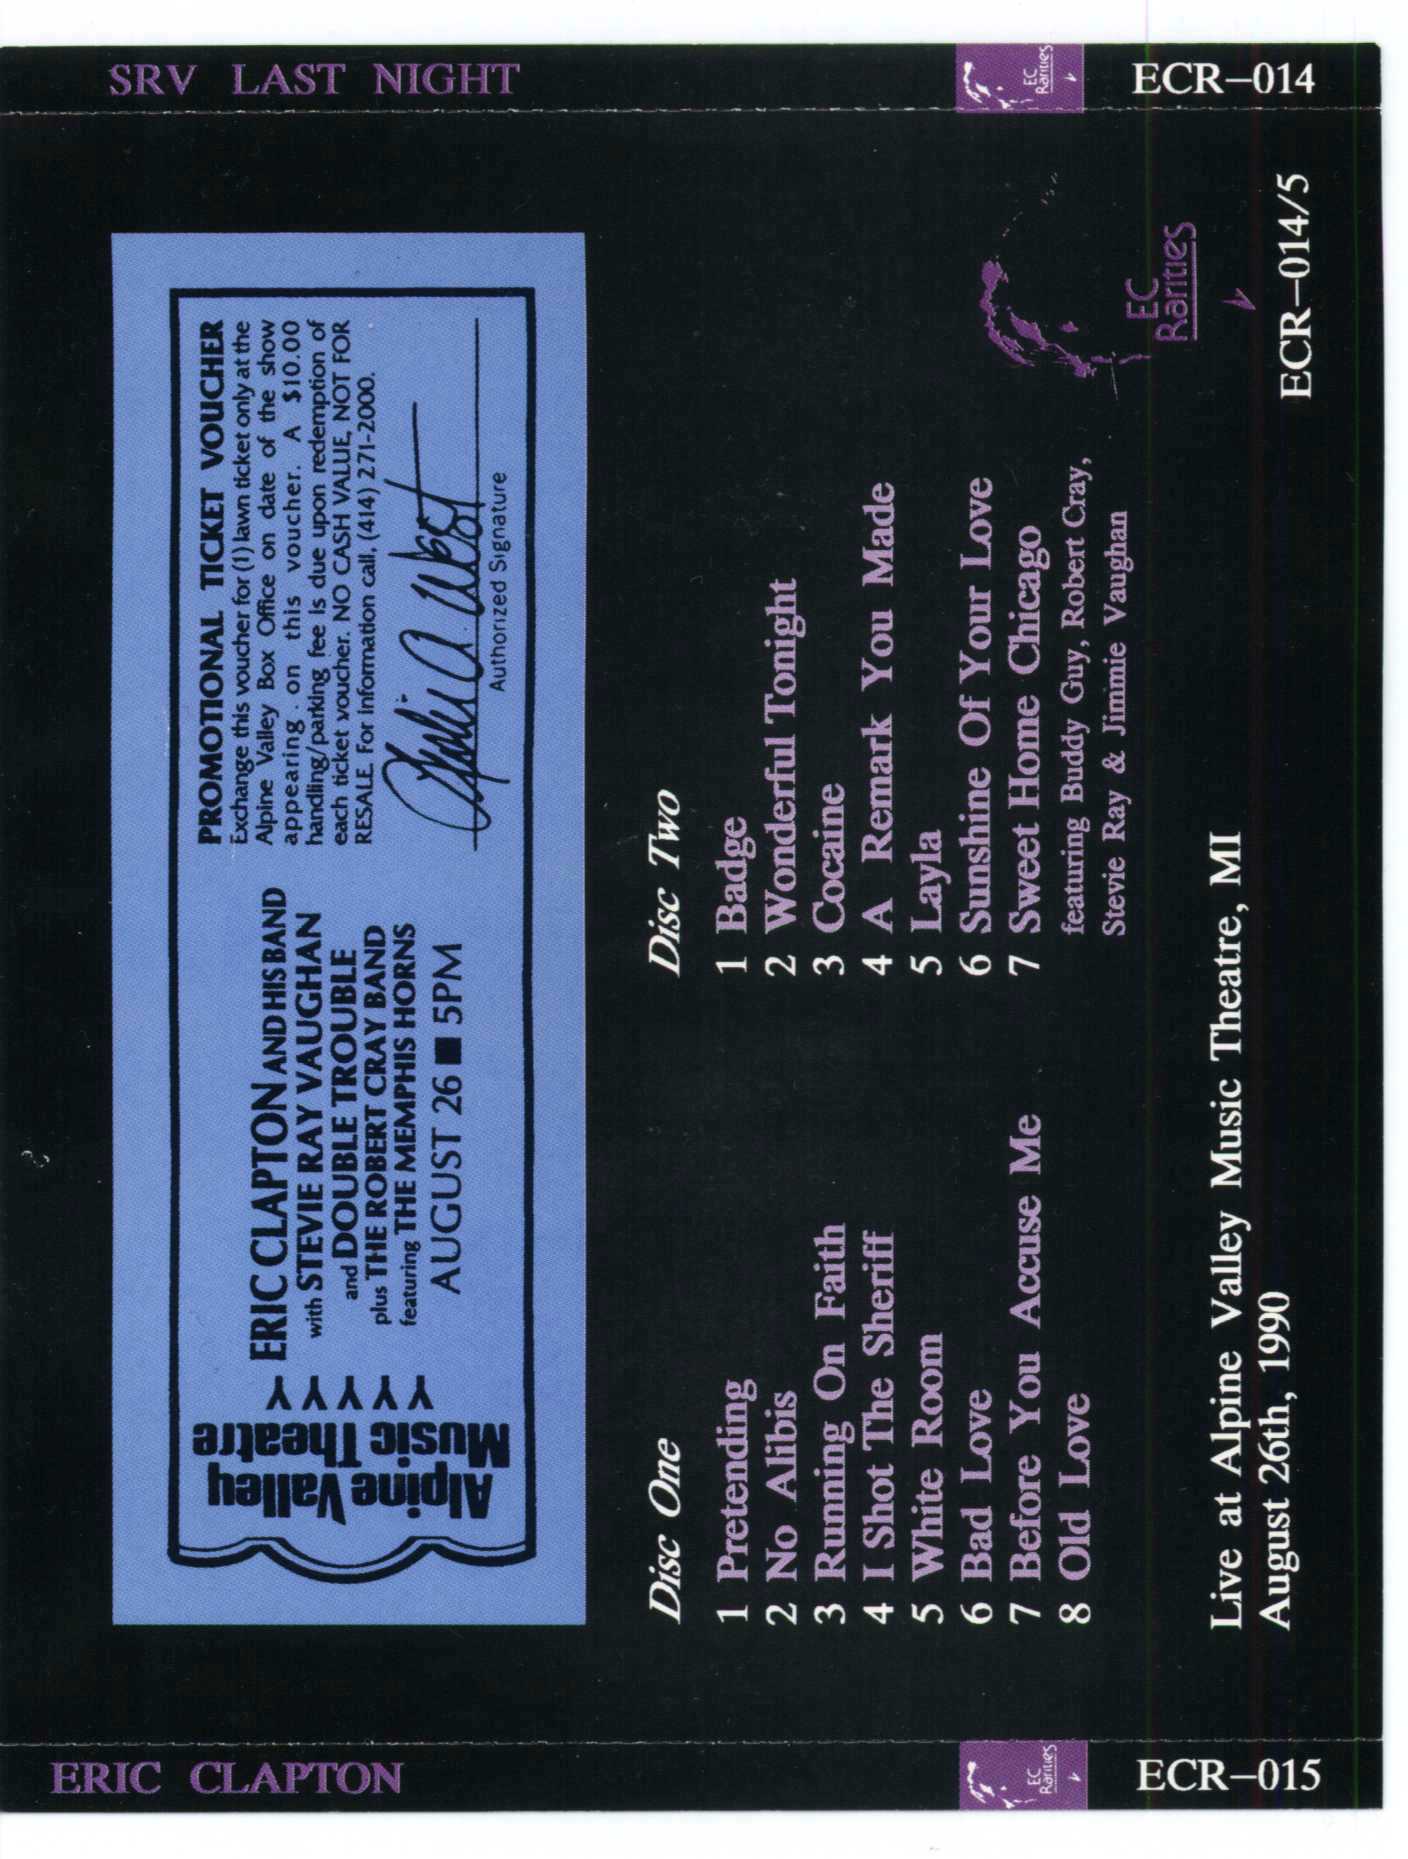 SRV LAST NIGHT
EC
Rarities
ECR-014
Alpine Valley
Music Theatre
ERIC CLAPTON AND HIS BAND
with STEVIE RAY VAUGHAN
and DOUBLE TROUBLE
plus THE ROBERT CRAY BAND
featuring THE MEMPHIS HORNS
AUGUST 26 ■ 5PM
PROMOTIONAL TICKET VOUCHER
Exchange this voucher for (1) lawn ticket only at the
Alpine Valley Box Office on date of the show
appearing on this voucher. A $10.00
handling/parking fee is due upon redemption of
each ticket voucher. NO CASH VALUE, NOT FOR
RESALE. For information call, (414) 271-2000.
Authorized Signature
Disc One
1 Pretending
2 No Alibis
3 Running On Faith
4 I Shot The Sheriff
5 White Room
6 Bad Love
7 Before You Accuse Me
8 Old Love
Disc Two
1 Badge
2 Wonderful Tonight
3 Cocaine
4 A Remark You Made
5 Layla
6 Sunshine Of Your Love
7 Sweet Home Chicago
featuring Buddy Guy, Robert Cray,
Stevie Ray & Jimmie Vaughan
EC
Rarities
Live at Alpine Valley Music Theatre, MI
August 26th, 1990
ECR-014/5
ERIC CLAPTON
EC
Rarities
ECR-015